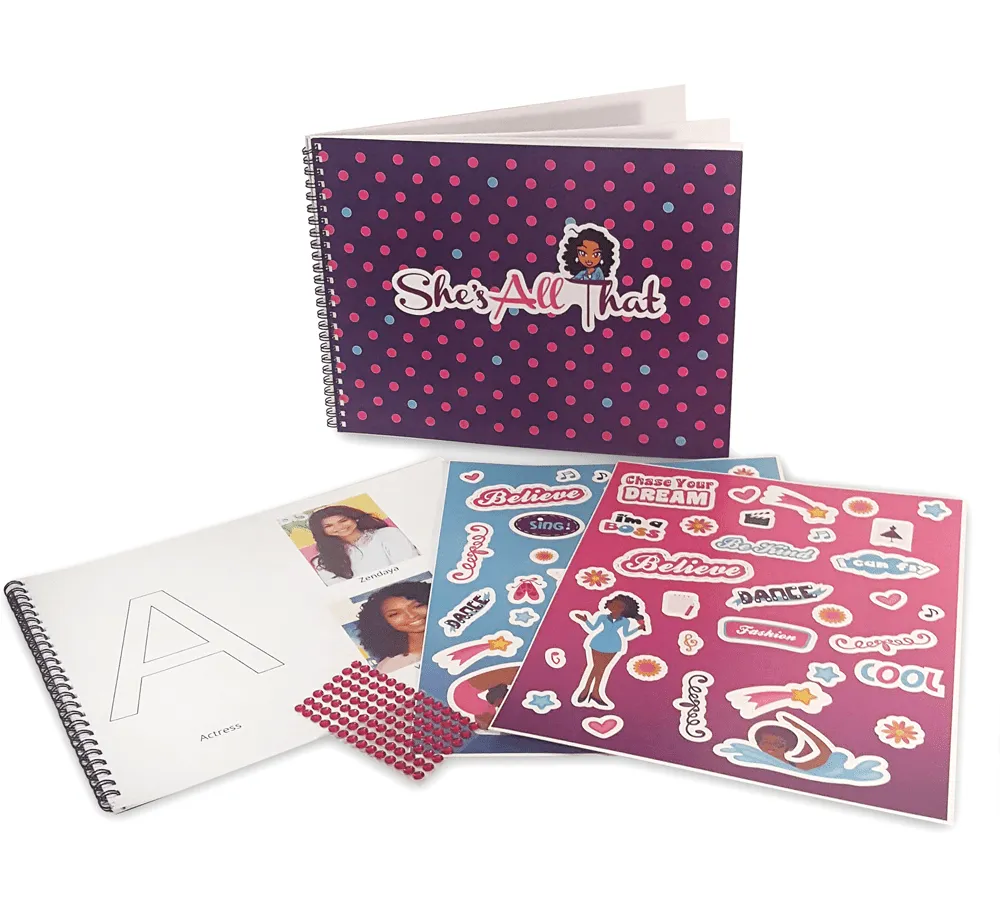 She's All That
A
Actress
Zendaya
Believe
SING!
DANCE
Chase Your
DREAM
I'm a
BOSS
Be Kind
I can fly
Believe
DANCE
Fashion
COOL